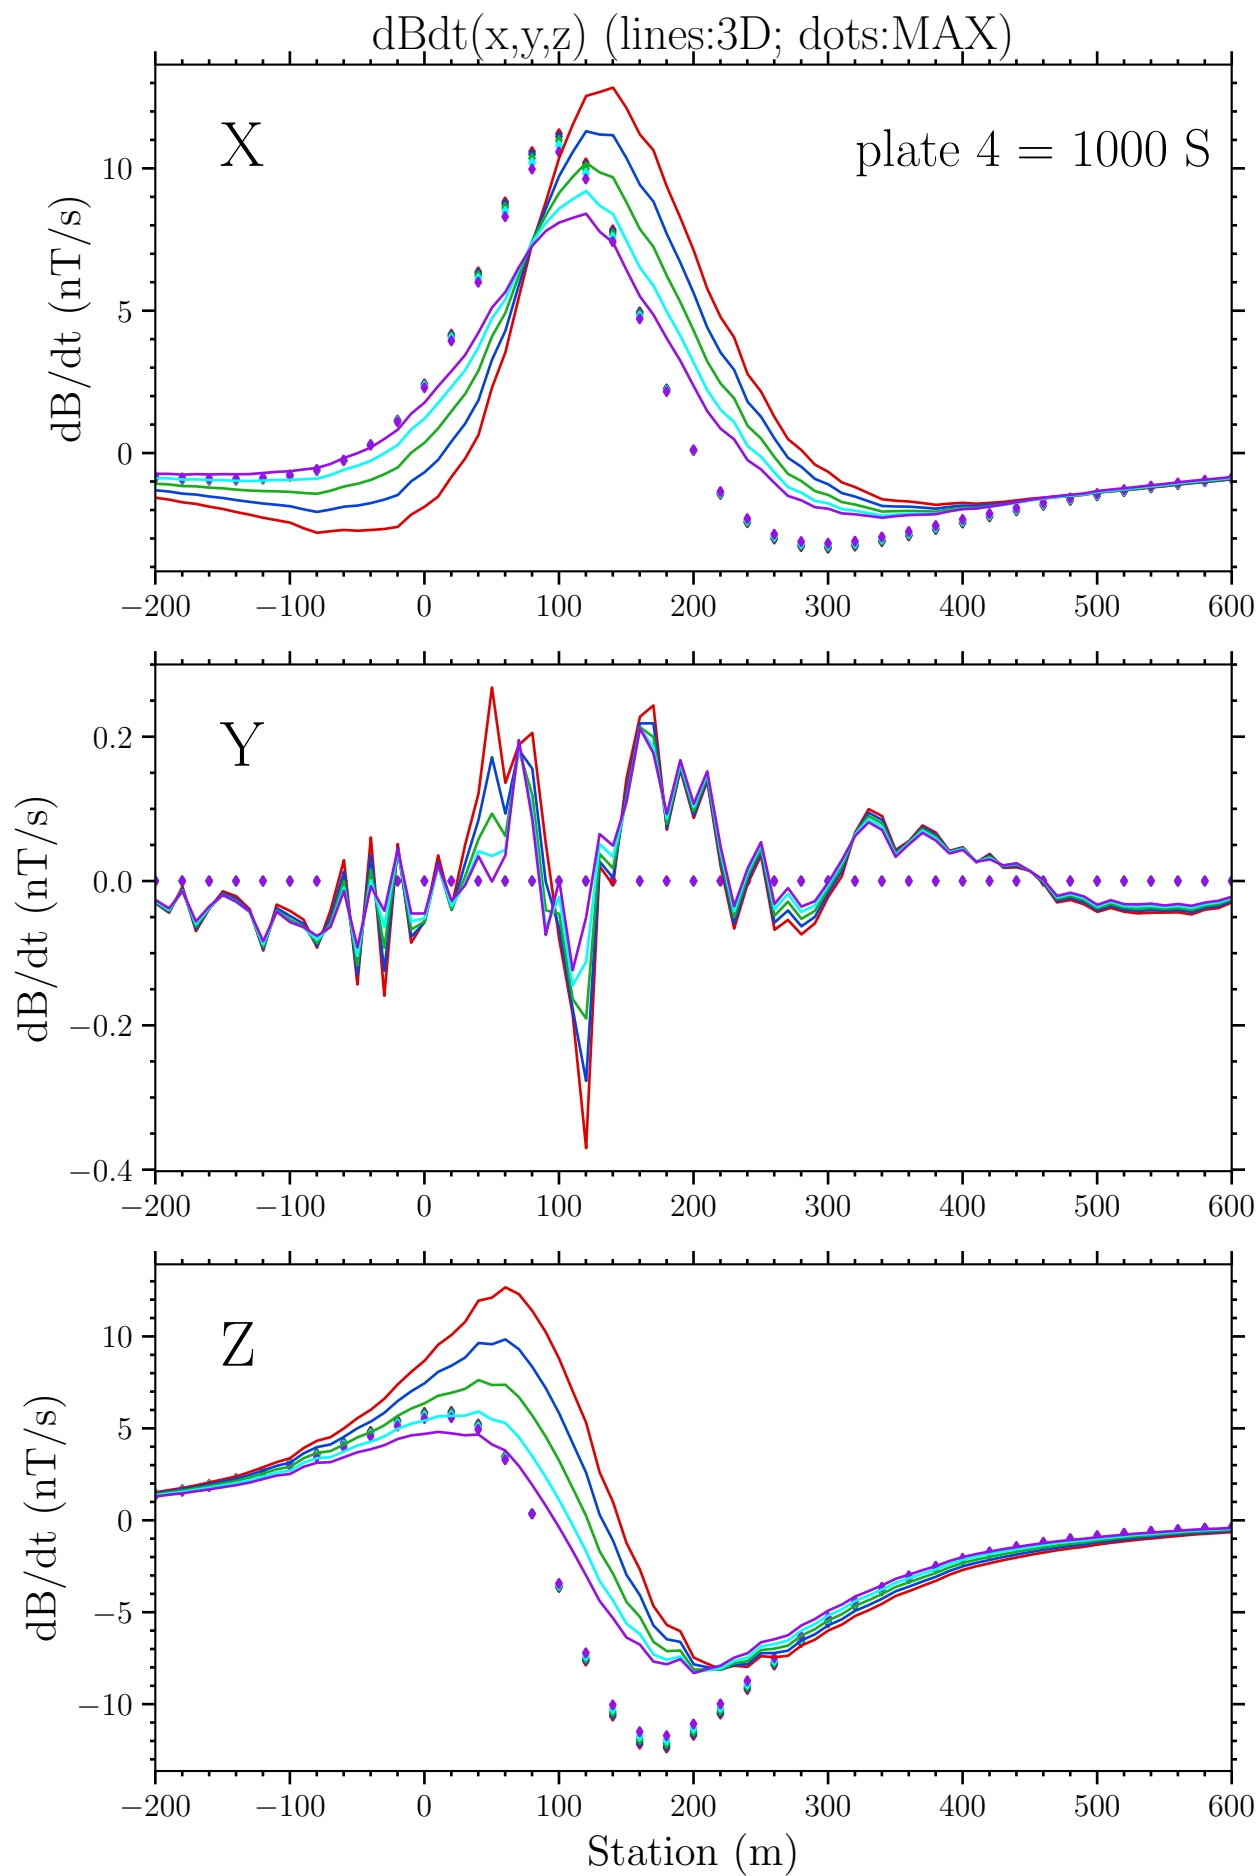 dBdt(x,y,z) (lines:3D; dots:MAX)
X
plate 4 = 1000 S
dB/dt (nT/s)
10
5
0
−200 −100 0 100 200 300 400 500 600
Y
dB/dt (nT/s)
0.2
0.0
−0.2
−0.4
−200 −100 0 100 200 300 400 500 600
Z
dB/dt (nT/s)
10
5
0
−5
−10
−200 −100 0 100 200 300 400 500 600
Station (m)